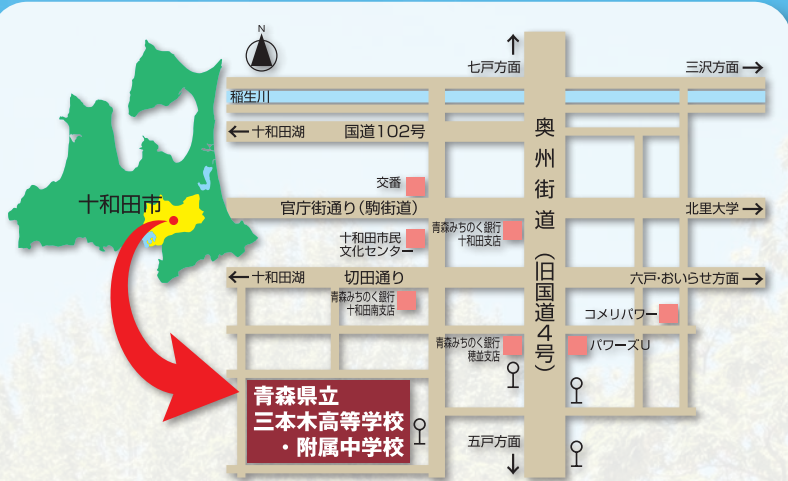 N
七戸方面
三沢方面
稲生川
十和田湖
国道102号
奥州街道（旧国道4号）
交番
十和田市
官庁街通り（駒街道）
北里大学
青森みちのく銀行
十和田支店
十和田市民
文化センター
十和田湖
切田通り
六戸・おいらせ方面
青森みちのく銀行
十和田南支店
コメリパワー
青森みちのく銀行
穂並支店
パワーズU
青森県立
三本木高等学校
・附属中学校
五戸方面